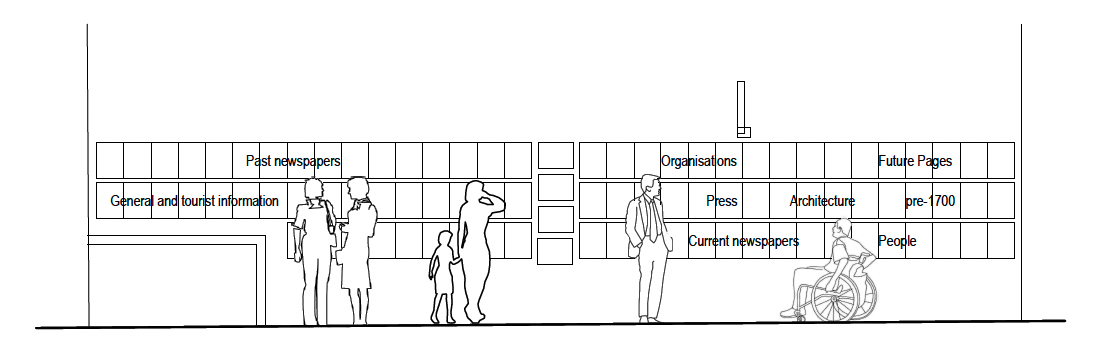 Past newspapers
Organisations
Future Pages
General and tourist information
Press
Architecture
pre-1700
Current newspapers
People